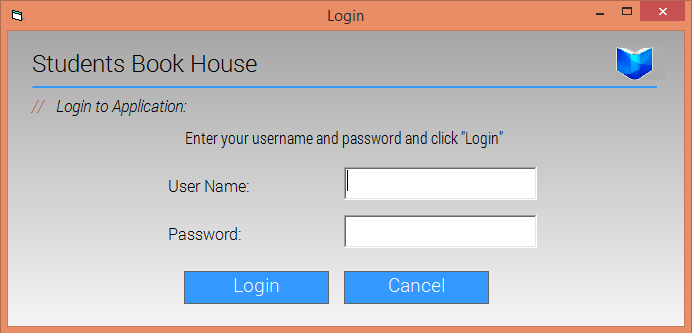 Login
Students Book House
// Login to Application:
Enter your username and password and click "Login"
User Name:
Password:
Login Cancel